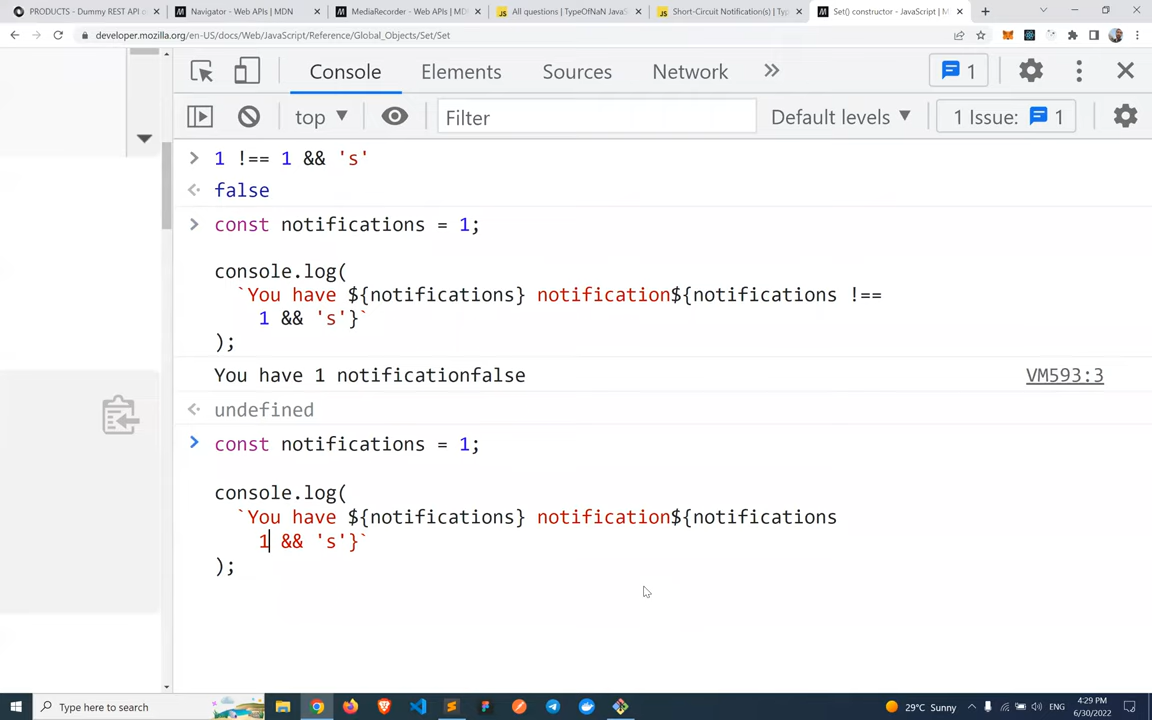 PRODUCTS - Dummy REST API
Navigator - Web APIs | MDN
MediaRecorder - Web APIs | MD
All questions | TypeOfNaN Java
Short-Circuit Notification(s) | Typ
Set() constructor - JavaScript | M
developer.mozilla.org/en-US/docs/Web/JavaScript/Reference/Global_Objects/Set/Set
Console Elements Sources Network 1
top Filter Default levels 1 Issue: 1
1 !== 1 && 's'
false
const notifications = 1;
console.log(
`You have ${notifications} notification${notifications !==
1 && 's'}`
);
You have 1 notificationfalse VM593:3
undefined
const notifications = 1;
console.log(
`You have ${notifications} notification${notifications
1 && 's'}`
);
Type here to search 29°C Sunny ENG 4:29 PM
6/30/2022